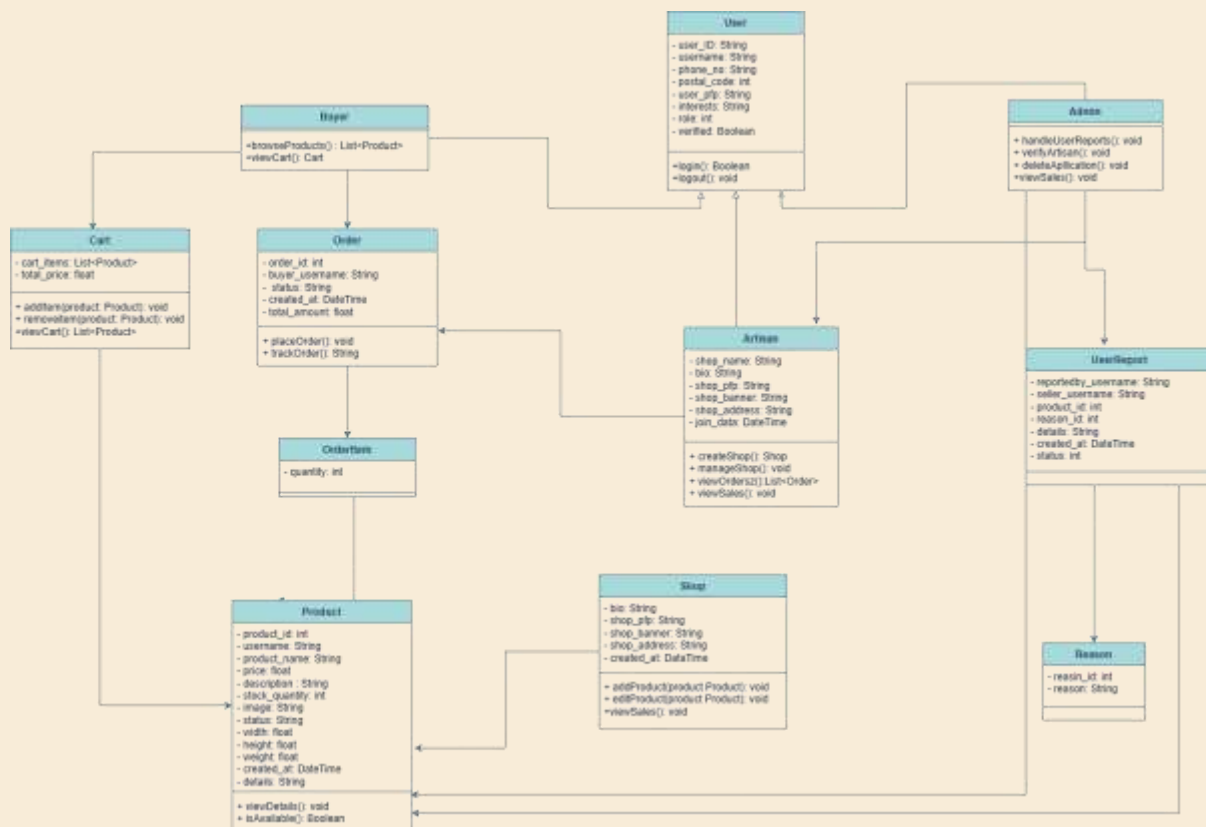 User
- user_ID: String
- username: String
- phone_no: String
- postal_code: int
- user_pfp: String
- interests: String
- role: int
- verified: Boolean
+login(): Boolean
+logout(): void
Buyer
+browseProducts() : List<Product>
+viewCart(): Cart
Admin
+ handleUserReports(): void
+ verifyArtisan(): void
+ deleteApllication(): void
+viewSales(): void
Cart
- cart_items: List<Product>
- total_price: float
+ addItem(product: Product): void
+ removeItem(product: Product): void
+viewCart(): List<Product>
Order
- order_id: int
- buyer_username: String
- status: String
- created_at: DateTime
- total_amount: float
+ placeOrder(): void
+ trackOrder(): String
Artisan
- shop_name: String
- bio: String
- shop_pfp: String
- shop_banner: String
- shop_address: String
- join_data: DateTime
+ createShop(): Shop
+ manageShop(): void
+ viewOrdersz():List<Order>
+ viewSales(): void
UserReport
- reportedby_username: String
- seller_username: String
- product_id: int
- reason_id: int
- details: String
- created_at: DateTime
- status: int
OrderItem
- quantity: int
Product
- product_id: int
- username: String
- product_name: String
- price: float
- description : String
- stock_quantity: int
- image: String
- status: String
- width: float
- height: float
- weight: float
- created_at: DateTime
- details: String
+ viewDetails(): void
+ isAvailable(): Boolean
Shop
- bio: String
- shop_pfp: String
- shop_banner: String
- shop_address: String
- created_at: DateTime
+ addProduct(product Product): void
+ editProduct(product Product): void
+viewSales(): void
Reason
- reasin_id: int
- reason: String